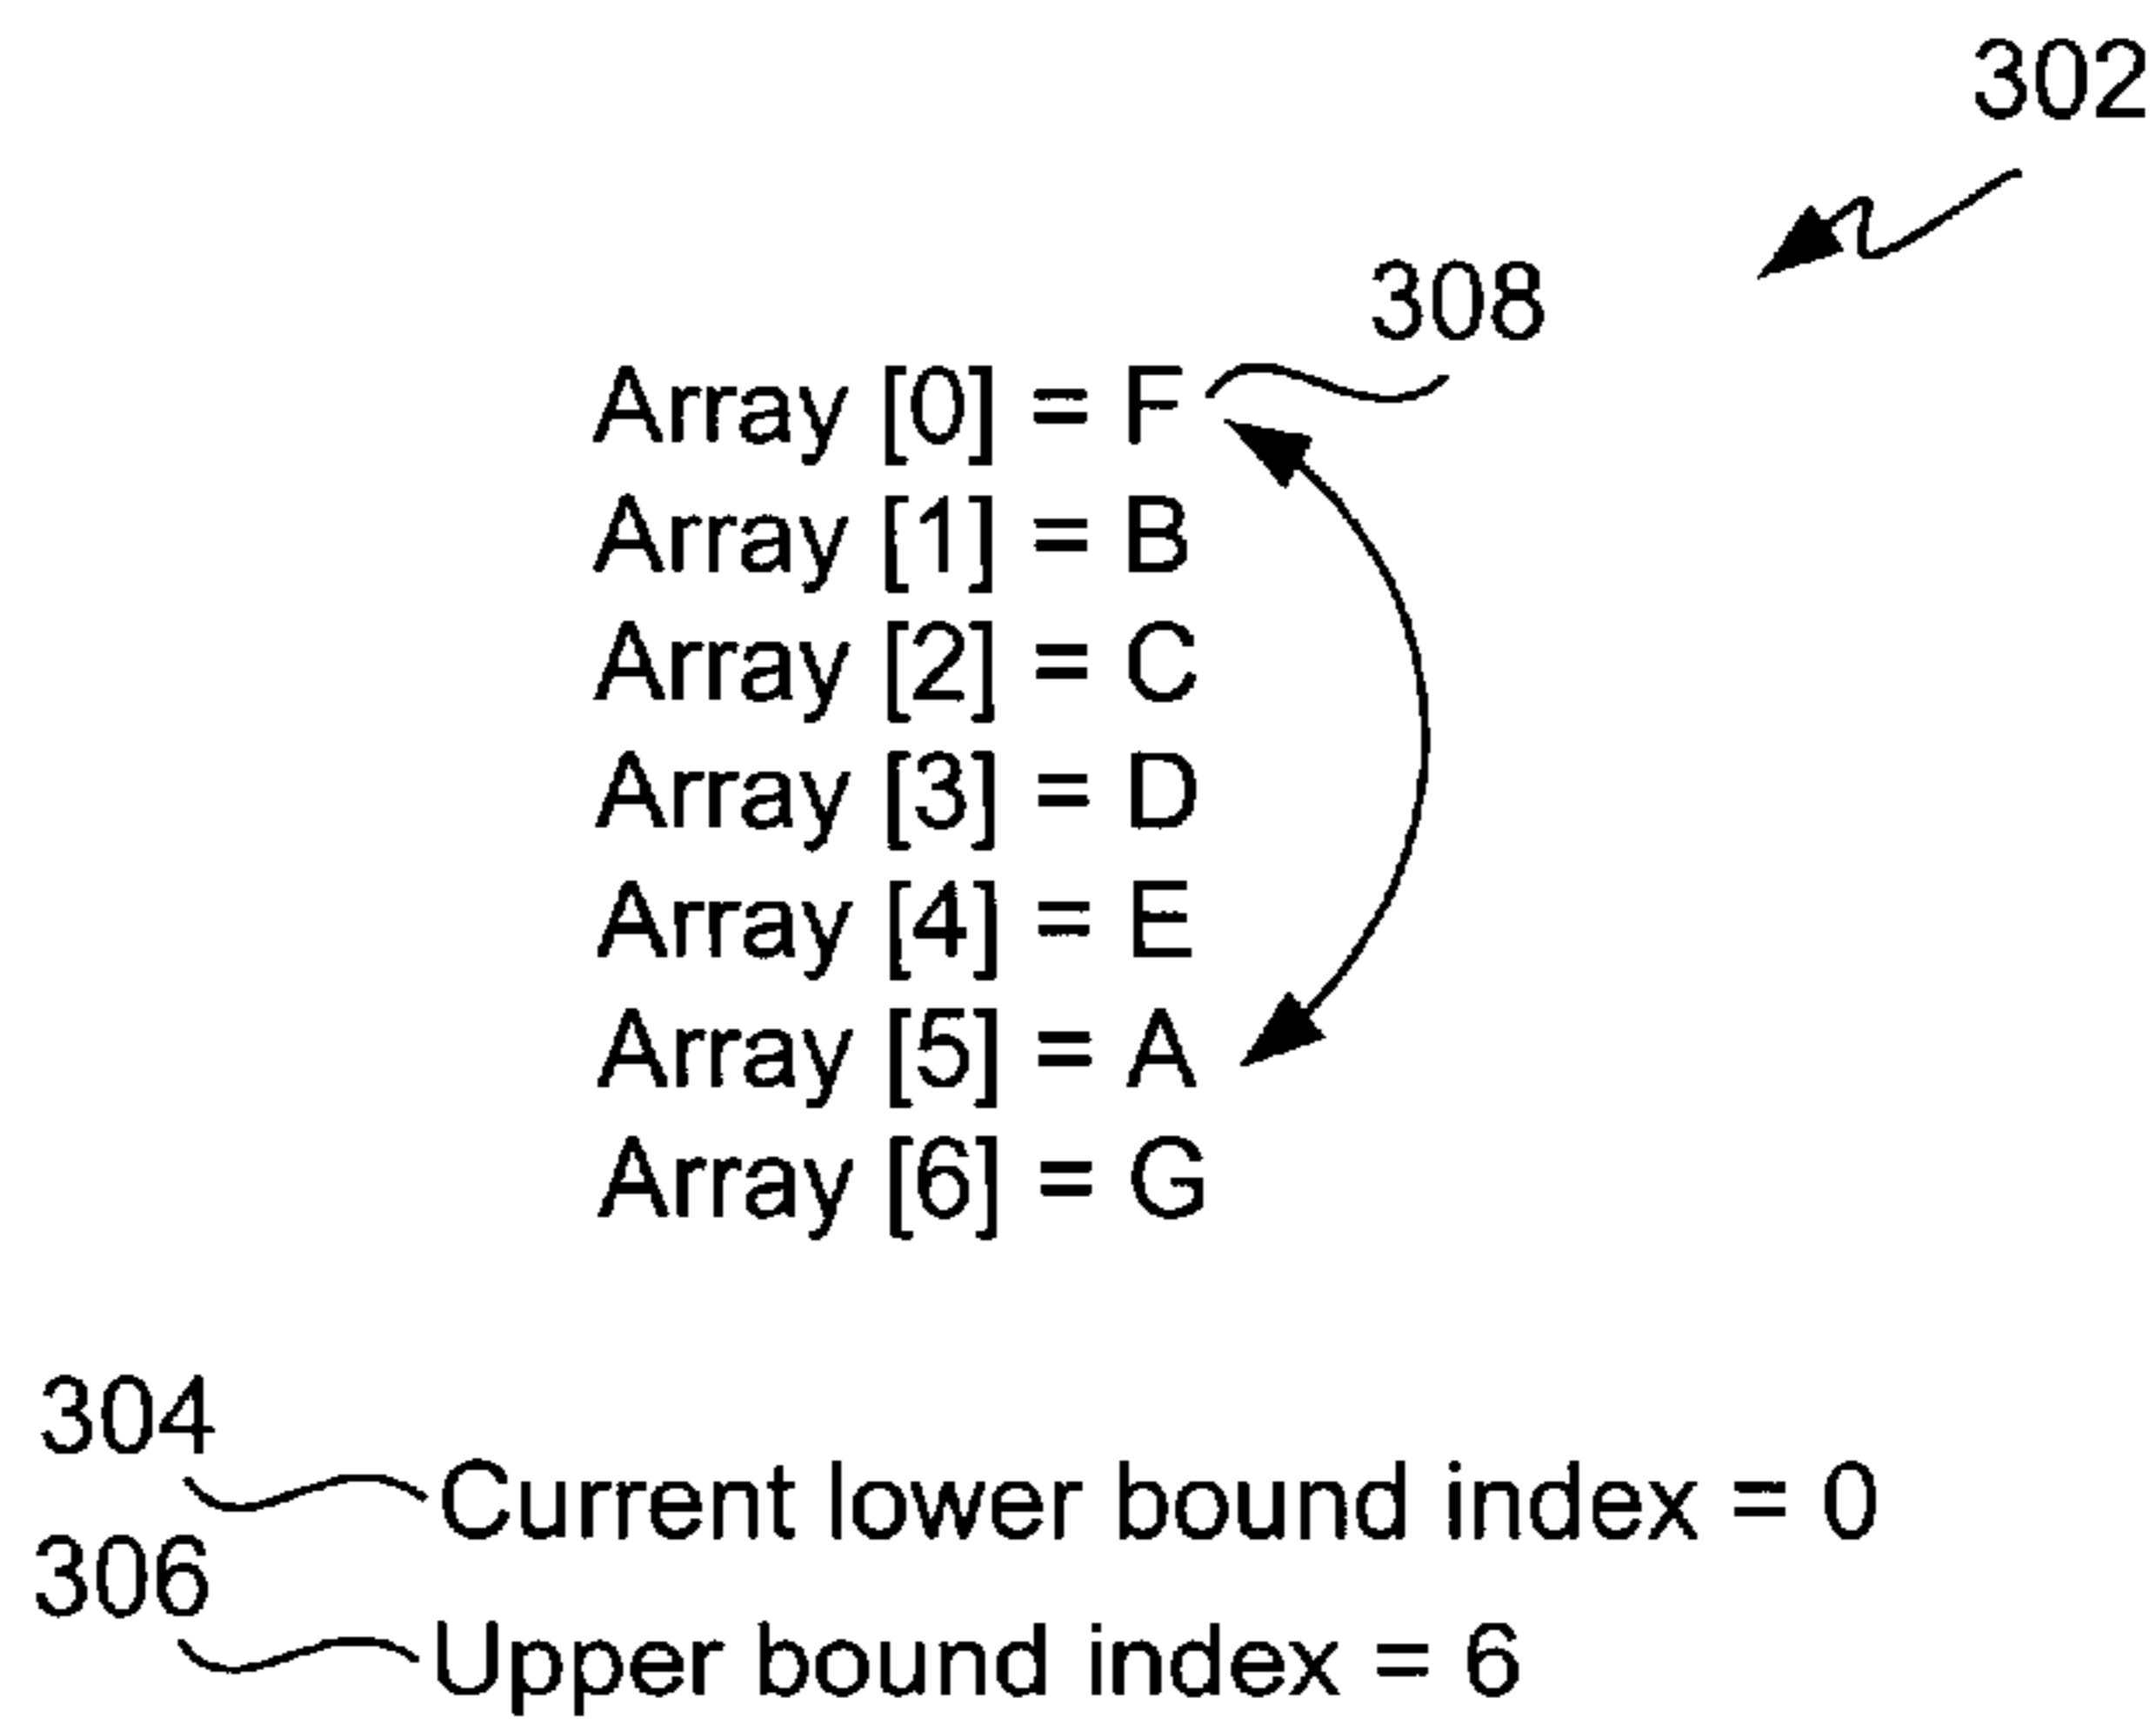 302
308
Array [0] = F
Array [1] = B
Array [2] = C
Array [3] = D
Array [4] = E
Array [5] = A
Array [6] = G
304
Current lower bound index = 0
306
Upper bound index = 6